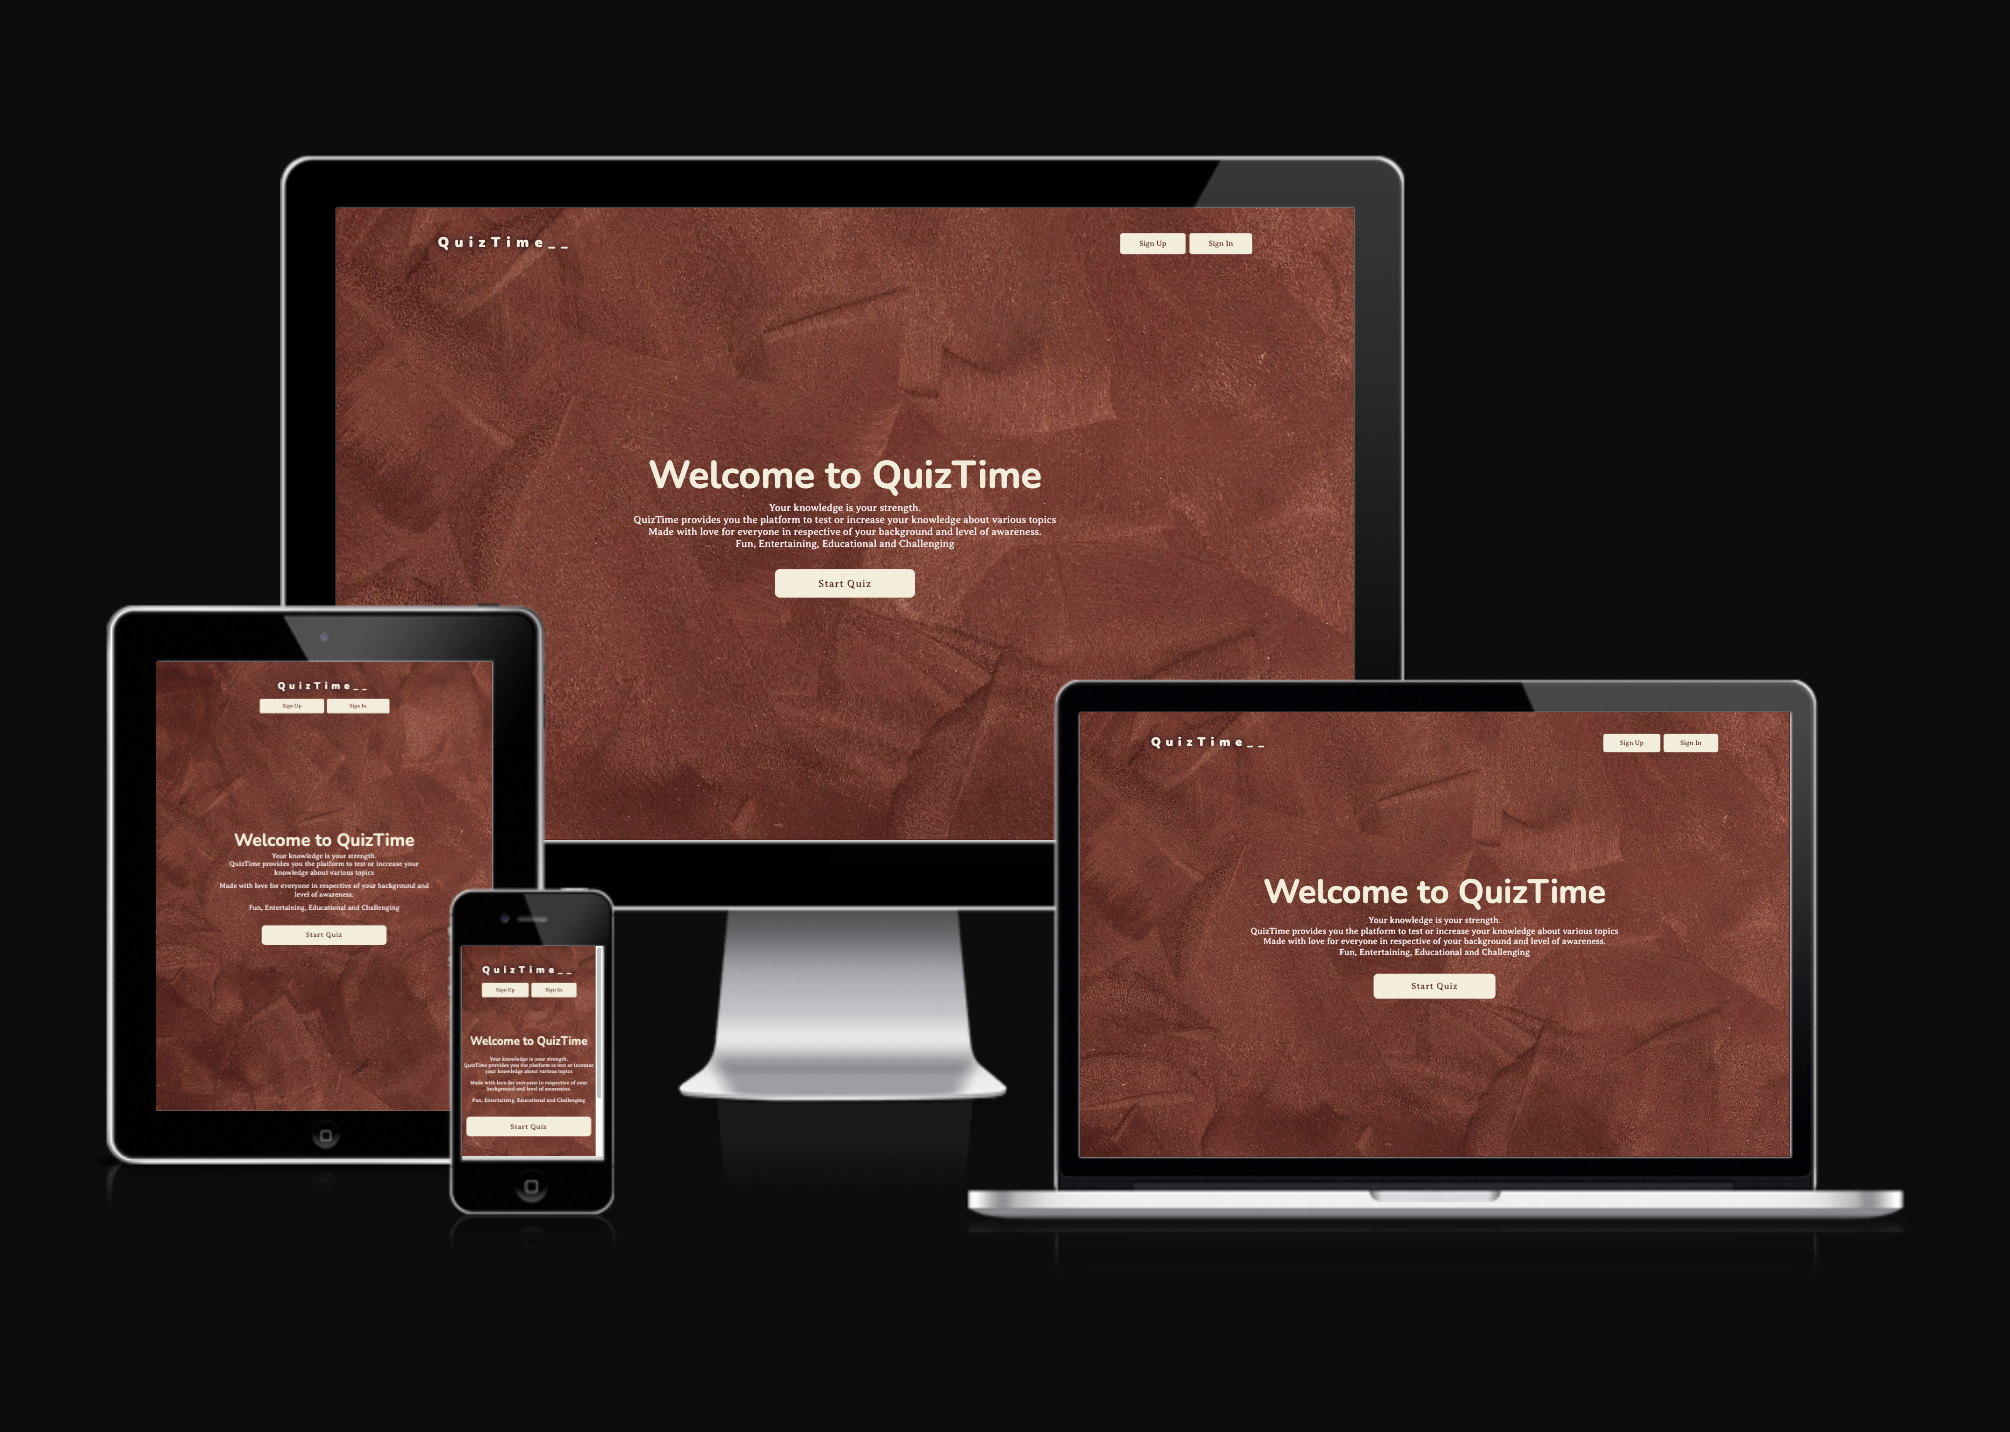 QuizTime__
Sign Up Sign In
Welcome to QuizTime
Your knowledge is your strength.
QuizTime provides you the platform to test or increase your knowledge about various topics
Made with love for everyone in respective of your background and level of awareness.
Fun, Entertaining, Educational and Challenging
Start Quiz
QuizTime__
Sign Up Sign In
Welcome to QuizTime
Your knowledge is your strength.
QuizTime provides you the platform to test or increase your
knowledge about various topics
Made with love for everyone in respective of your background and
level of awareness.
Fun, Entertaining, Educational and Challenging
Start Quiz
QuizTime__
Sign Up Sign In
Welcome to QuizTime
Your knowledge is your strength.
QuizTime provides you the platform to test or increase
your knowledge about various topics
Made with love for everyone in respective of your
background and level of awareness.
Fun, Entertaining, Educational and Challenging
Start Quiz
QuizTime__
Sign Up Sign In
Welcome to QuizTime
Your knowledge is your strength.
QuizTime provides you the platform to test or increase your knowledge about various topics
Made with love for everyone in respective of your background and level of awareness.
Fun, Entertaining, Educational and Challenging
Start Quiz